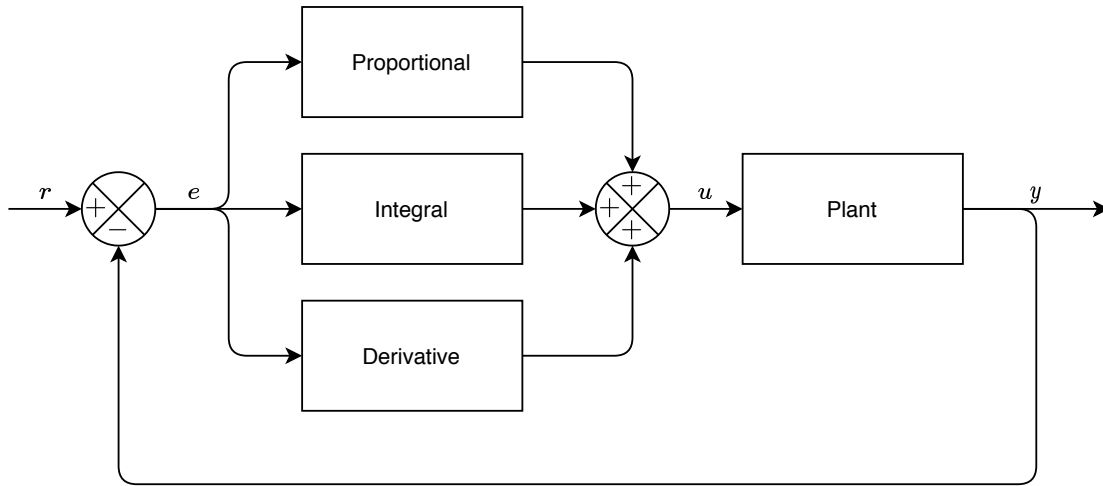 Proportional
r
+
−
e
Integral
+
+
+
u
Plant
y
Derivative